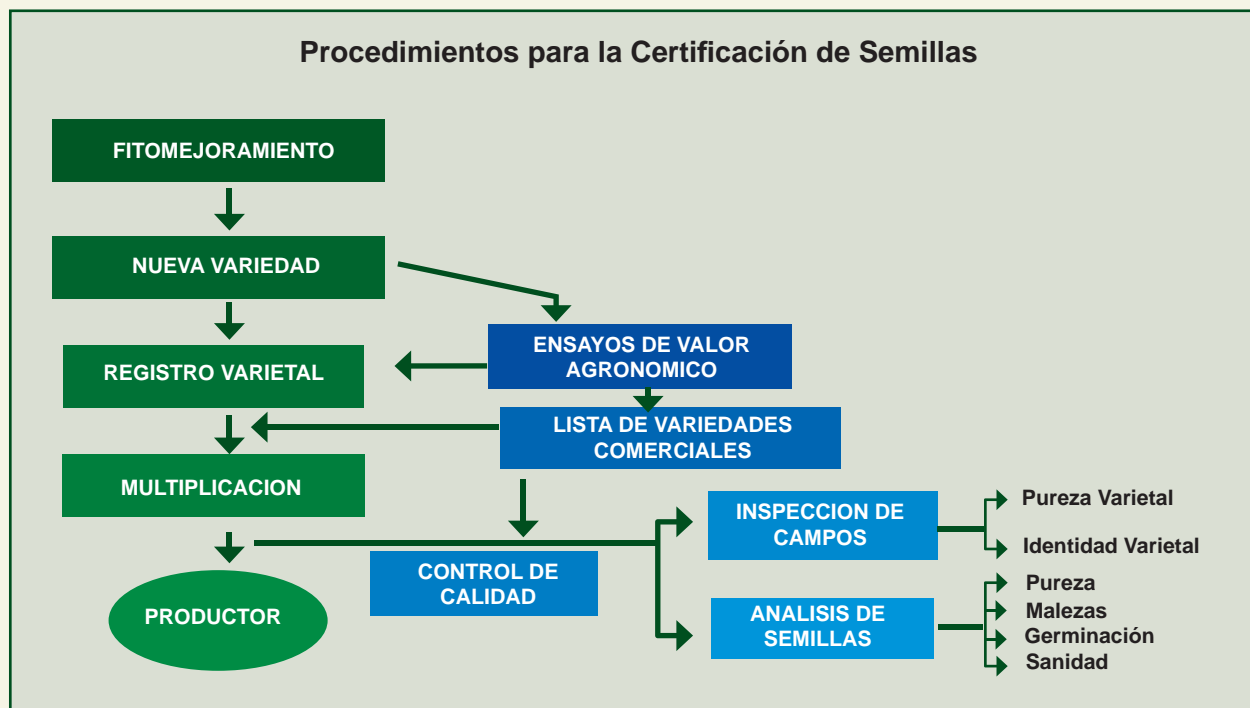 Procedimientos para la Certificación de Semillas
FITOMEJORAMIENTO
NUEVA VARIEDAD
ENSAYOS DE VALOR
AGRONOMICO
REGISTRO VARIETAL
LISTA DE VARIEDADES
COMERCIALES
MULTIPLICACION
INSPECCION DE
CAMPOS
Pureza Varietal
Identidad Varietal
CONTROL DE
CALIDAD
PRODUCTOR
ANALISIS DE
SEMILLAS
Pureza
Malezas
Germinación
Sanidad